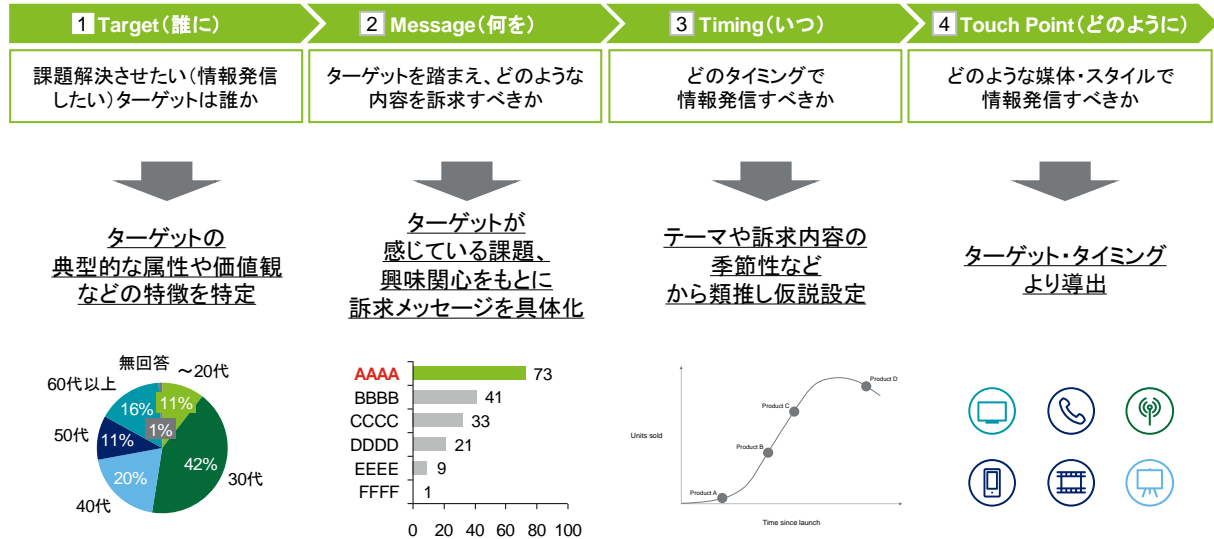 1 Target（誰に）
2 Message（何を）
3 Timing（いつ）
4 Touch Point（どのように）
課題解決させたい（情報発信
したい）ターゲットは誰か
ターゲットを踏まえ、どのような
内容を訴求すべきか
どのタイミングで
情報発信すべきか
どのような媒体・スタイルで
情報発信すべきか
ターゲットの
典型的な属性や価値観
などの特徴を特定
ターゲットが
感じている課題、
興味関心をもとに
訴求メッセージを具体化
テーマや訴求内容の
季節性など
から類推し仮説設定
ターゲット・タイミング
より導出
無回答
～20代
60代以上
50代
40代
30代
16%
11%
1%
11%
42%
20%
AAAA 73
BBBB 41
CCCC 33
DDDD 21
EEEE 9
FFFF 1
0 20 40 60 80 100
Units sold
Product A
Product B
Product C
Product D
Time since launch